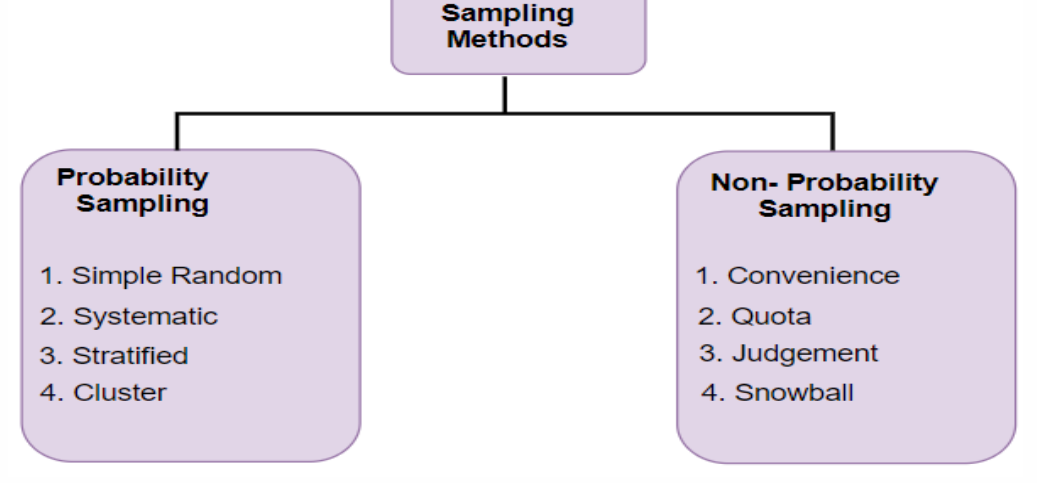 Sampling
Methods
Probability
Sampling
1. Simple Random
2. Systematic
3. Stratified
4. Cluster
Non- Probability
Sampling
1. Convenience
2. Quota
3. Judgement
4. Snowball